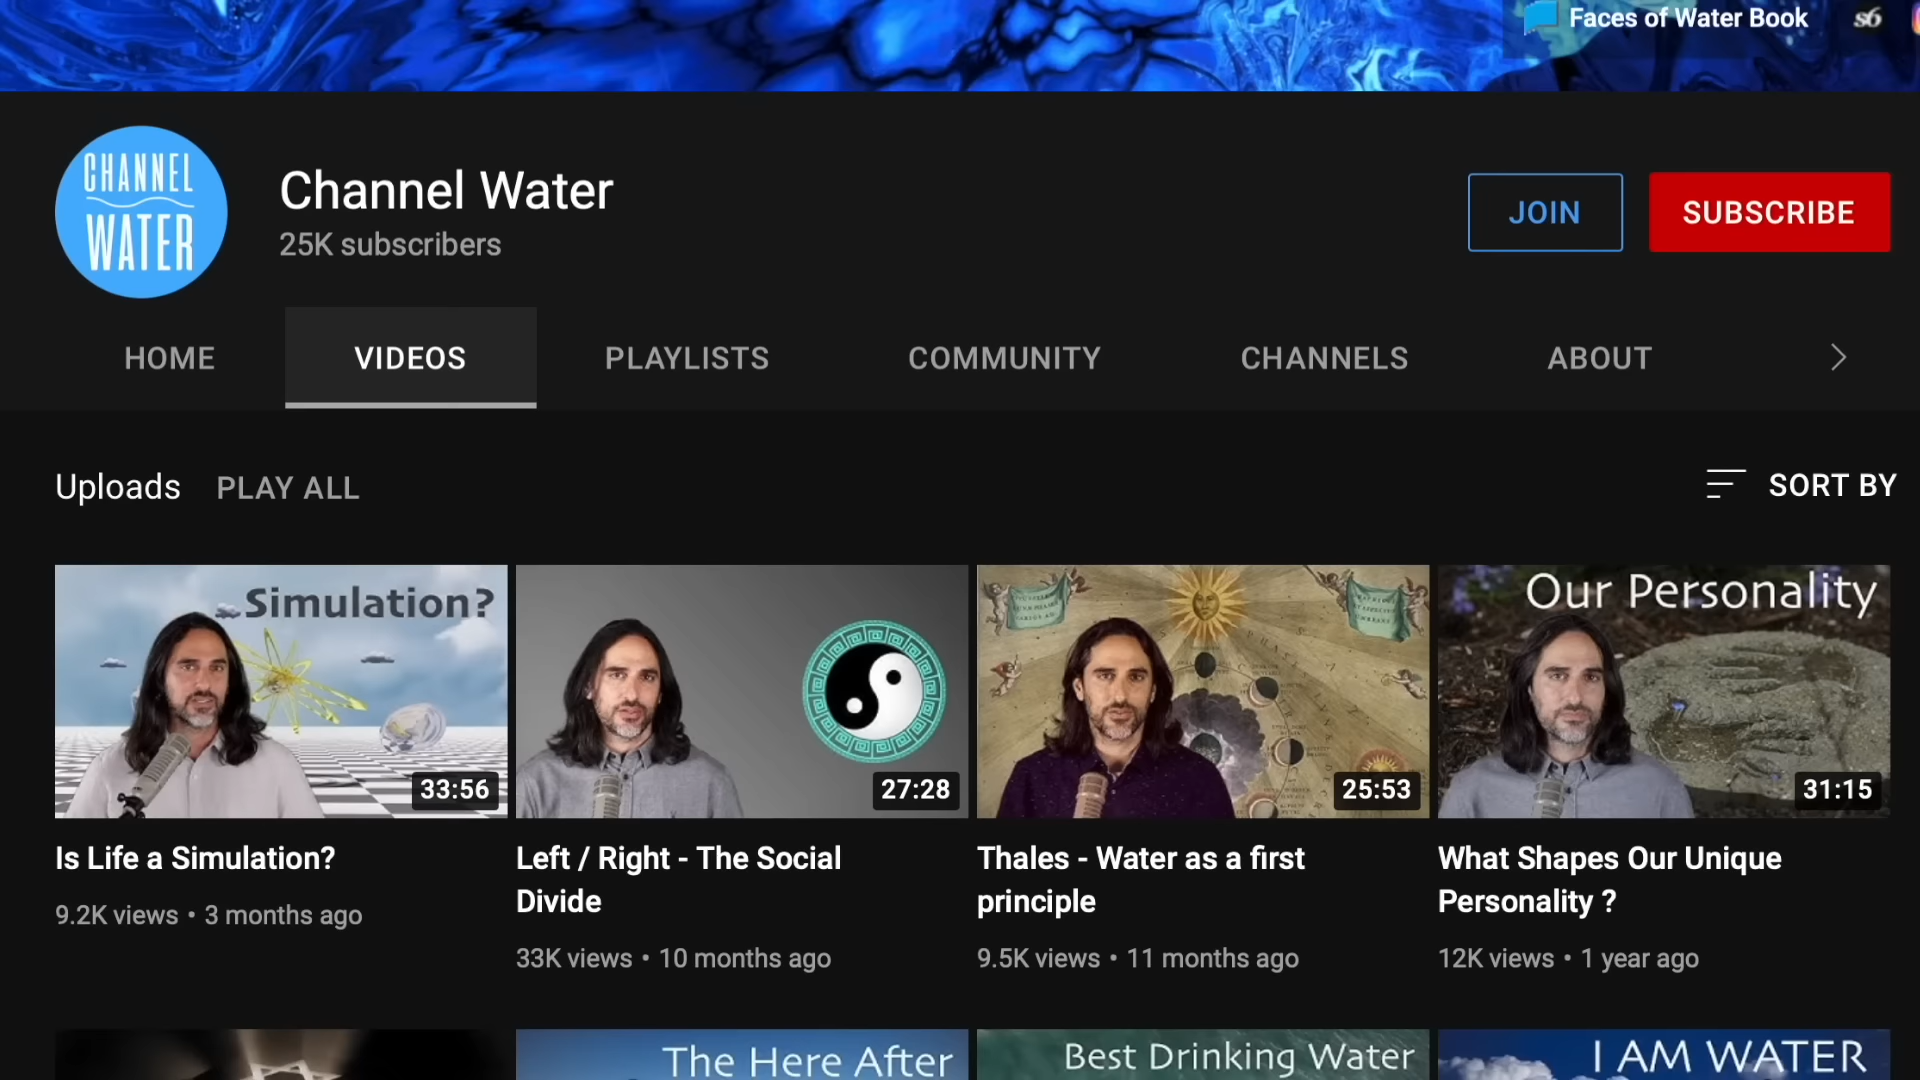 Faces of Water Book
CHANNEL
WATER
Channel Water
25K subscribers
JOIN
SUBSCRIBE
HOME
VIDEOS
PLAYLISTS
COMMUNITY
CHANNELS
ABOUT
Uploads
PLAY ALL
SORT BY
Simulation?
33:56
27:28
25:53
Our Personality
31:15
Is Life a Simulation?
9.2K views • 3 months ago
Left / Right - The Social
Divide
33K views • 10 months ago
Thales - Water as a first
principle
9.5K views • 11 months ago
What Shapes Our Unique
Personality ?
12K views • 1 year ago
The Here After
Best Drinking Water
I AM WATER